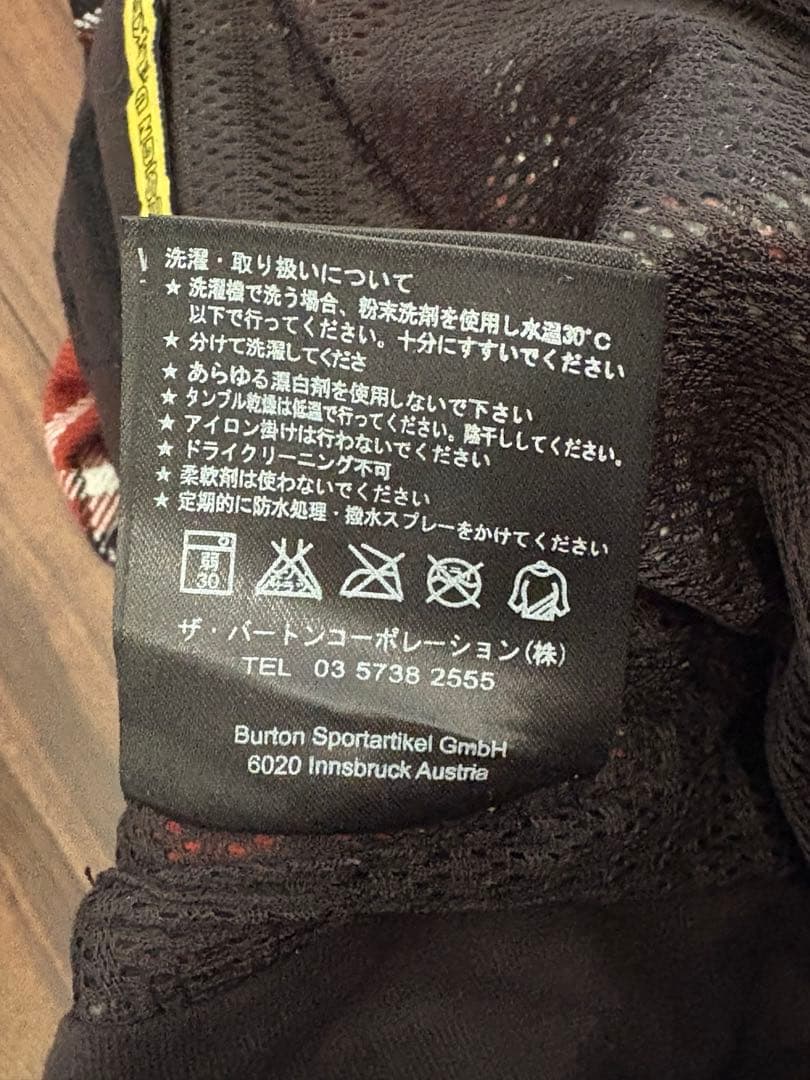 洗濯・取り扱いについて
★ 洗濯機で洗う場合、粉末洗剤を使用し水温30°C
以下で行ってください。十分にすすいでください
★ 分けて洗濯してくださ
★ あらゆる漂白剤を使用しないで下さい
★ タンブル乾燥は低温で行ってください。陰干ししてください。
★ アイロン掛けは行わないでください
★ ドライクリーニング不可
★ 柔軟剤は使わないでください
★ 定期的に防水処理・撥水スプレーをかけてください
弱
30
ザ・バートンコーポレーション(株)
TEL 03 5738 2555
Burton Sportartikel GmbH
6020 Innsbruck Austria